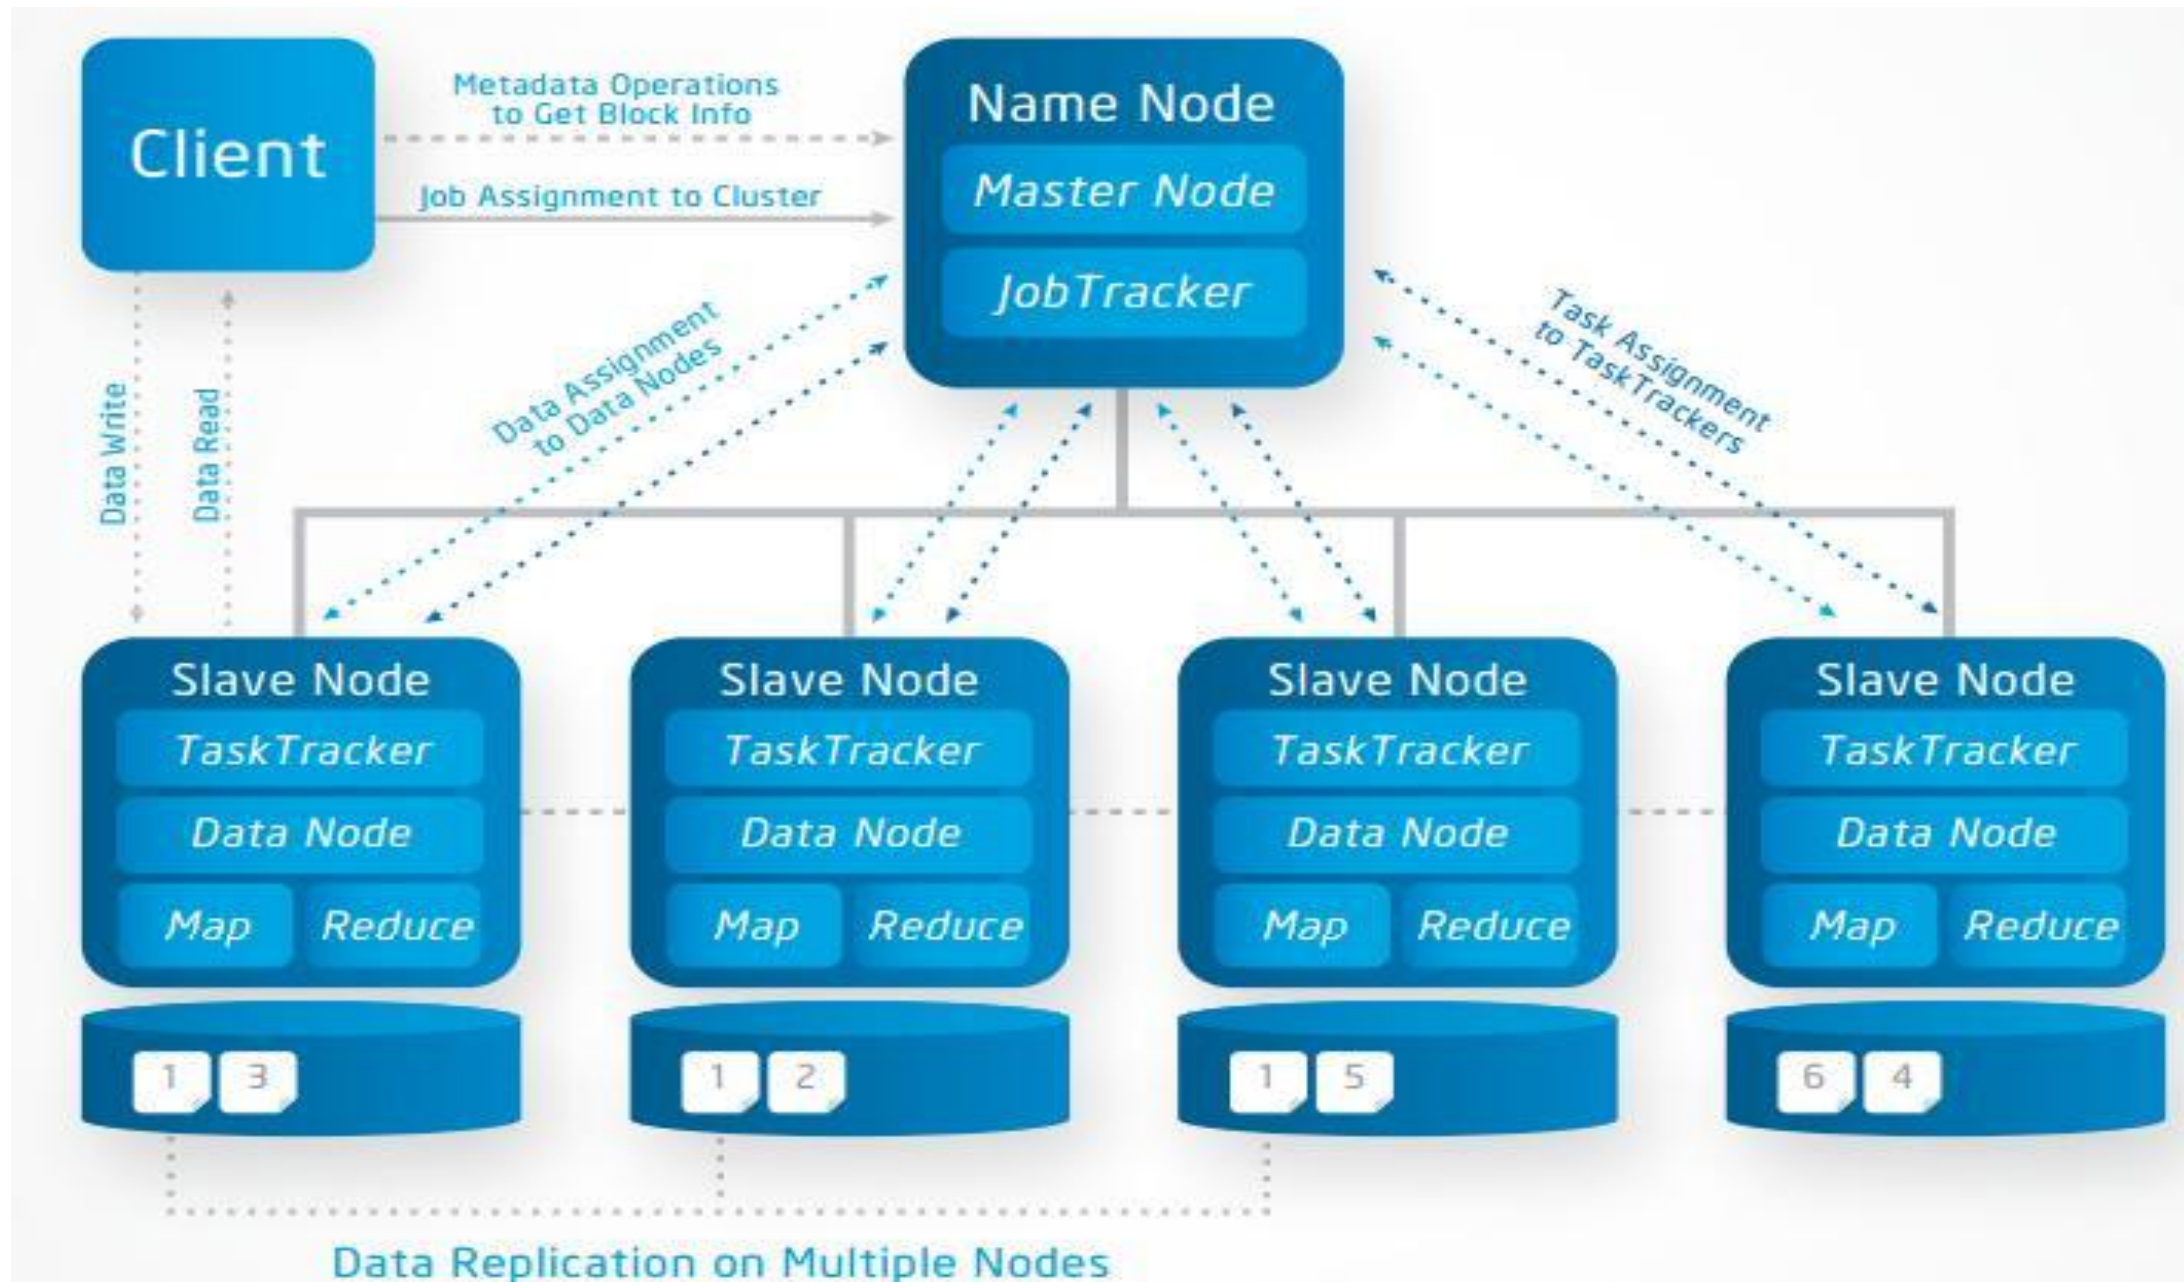 Client
Metadata Operations
to Get Block Info
Job Assignment to Cluster
Name Node
Master Node
JobTracker
Data Write
Data Read
Data Assignment
to Data Nodes
Task Assignment
to TaskTrackers
Slave Node
TaskTracker
Data Node
Map Reduce
1 3
Slave Node
TaskTracker
Data Node
Map Reduce
1 2
Slave Node
TaskTracker
Data Node
Map Reduce
1 5
Slave Node
TaskTracker
Data Node
Map Reduce
6 4
Data Replication on Multiple Nodes